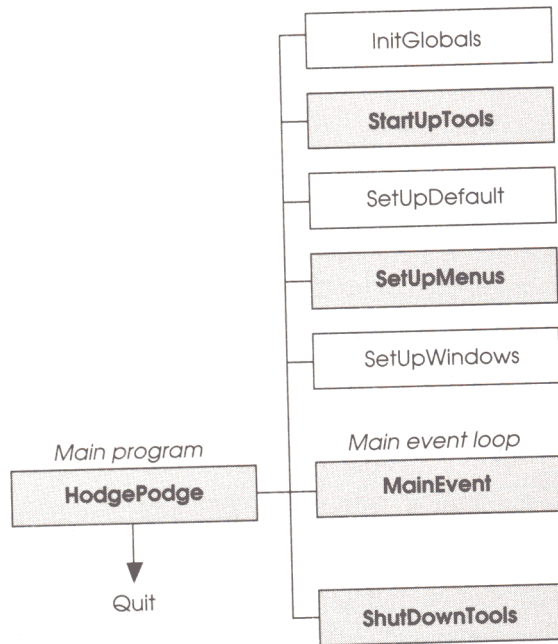 InitGlobals
StartUpTools
SetUpDefault
SetUpMenus
SetUpWindows
Main program
HodgePodge
Main event loop
MainEvent
Quit
ShutDownTools